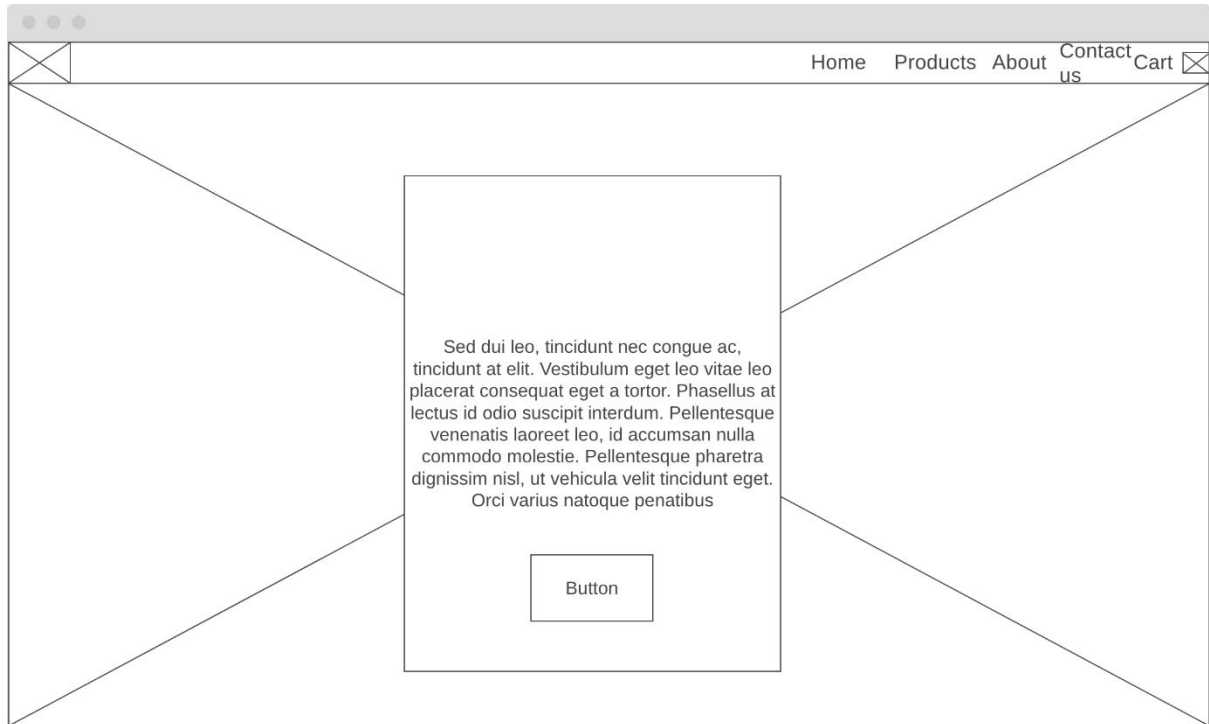 Home Products About Contact us Cart
Sed dui leo, tincidunt nec congue ac,
tincidunt at elit. Vestibulum eget leo vitae leo
placerat consequat eget a tortor. Phasellus at
lectus id odio suscipit interdum. Pellentesque
venenatis laoreet leo, id accumsan nulla
commodo molestie. Pellentesque pharetra
dignissim nisl, ut vehicula velit tincidunt eget.
Orci varius natoque penatibus
Button